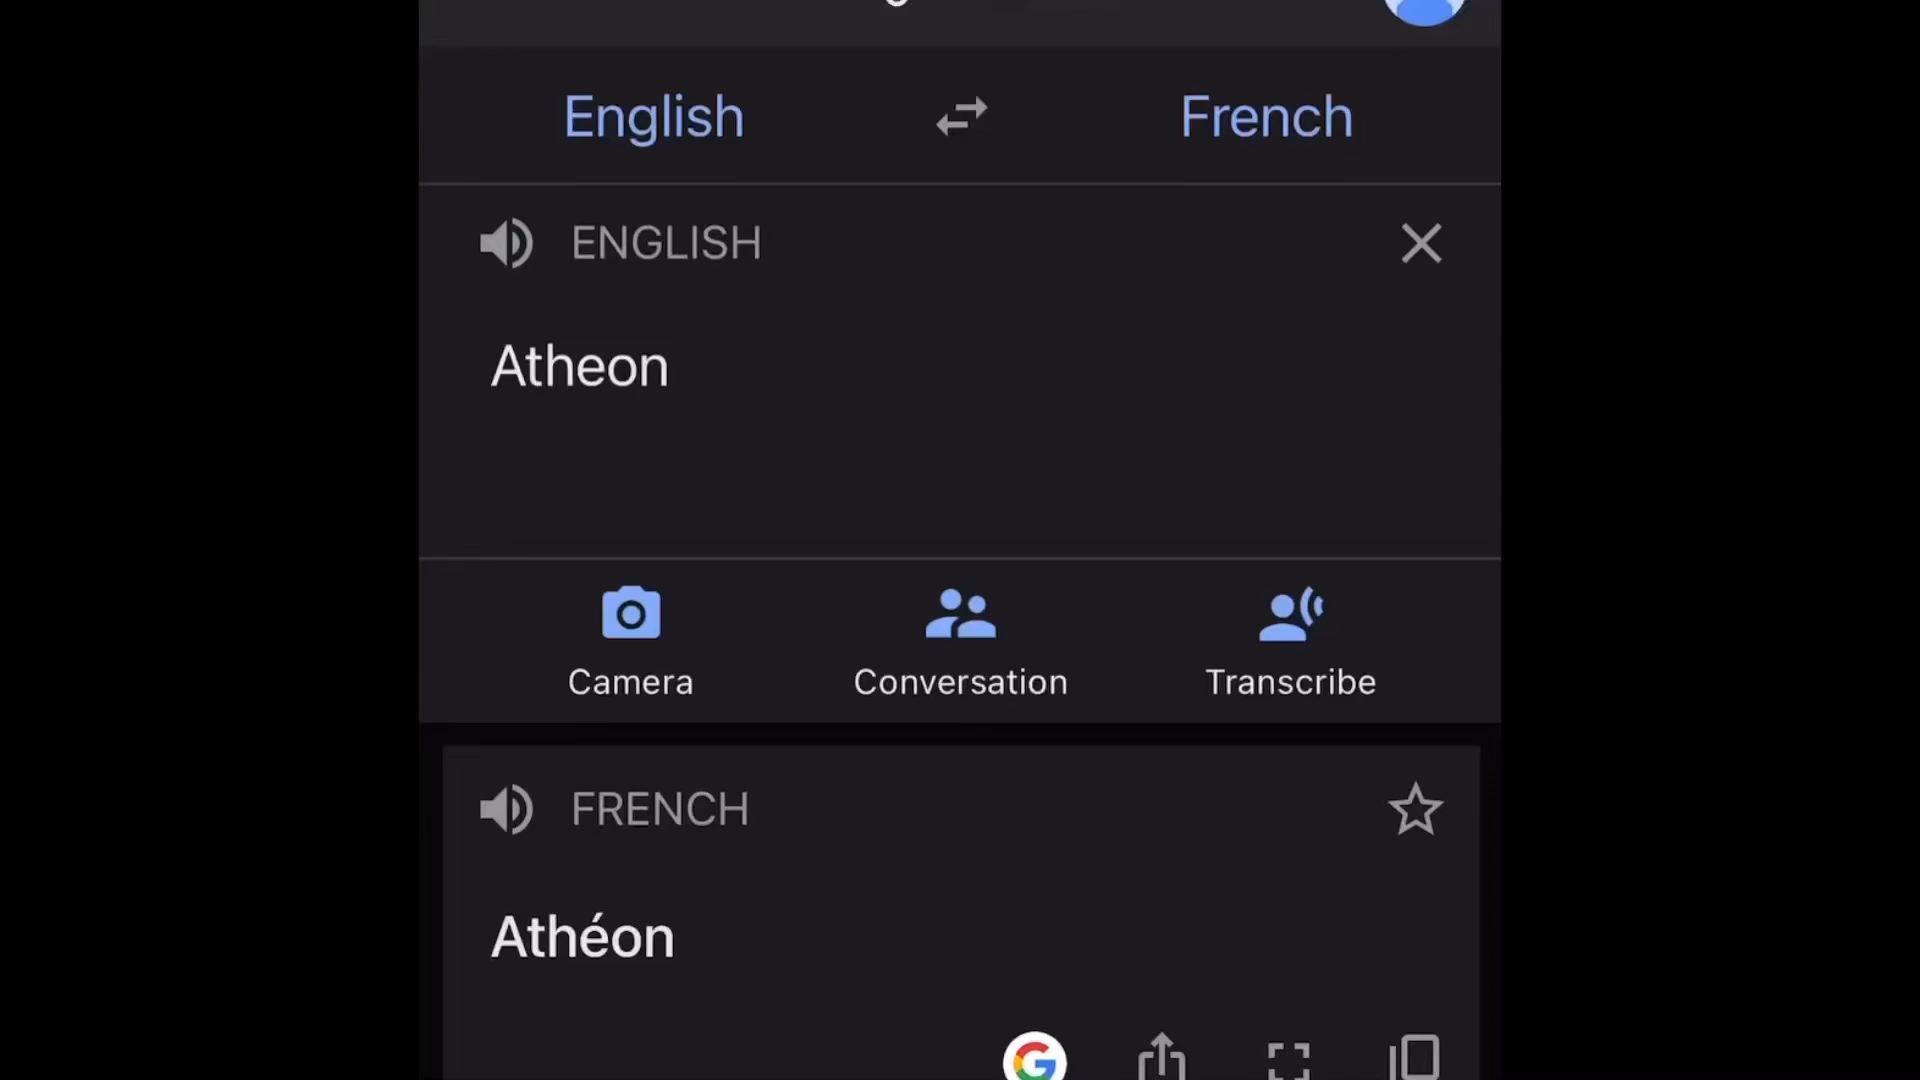 English French
ENGLISH
Atheon
Camera Conversation Transcribe
FRENCH
Athéon